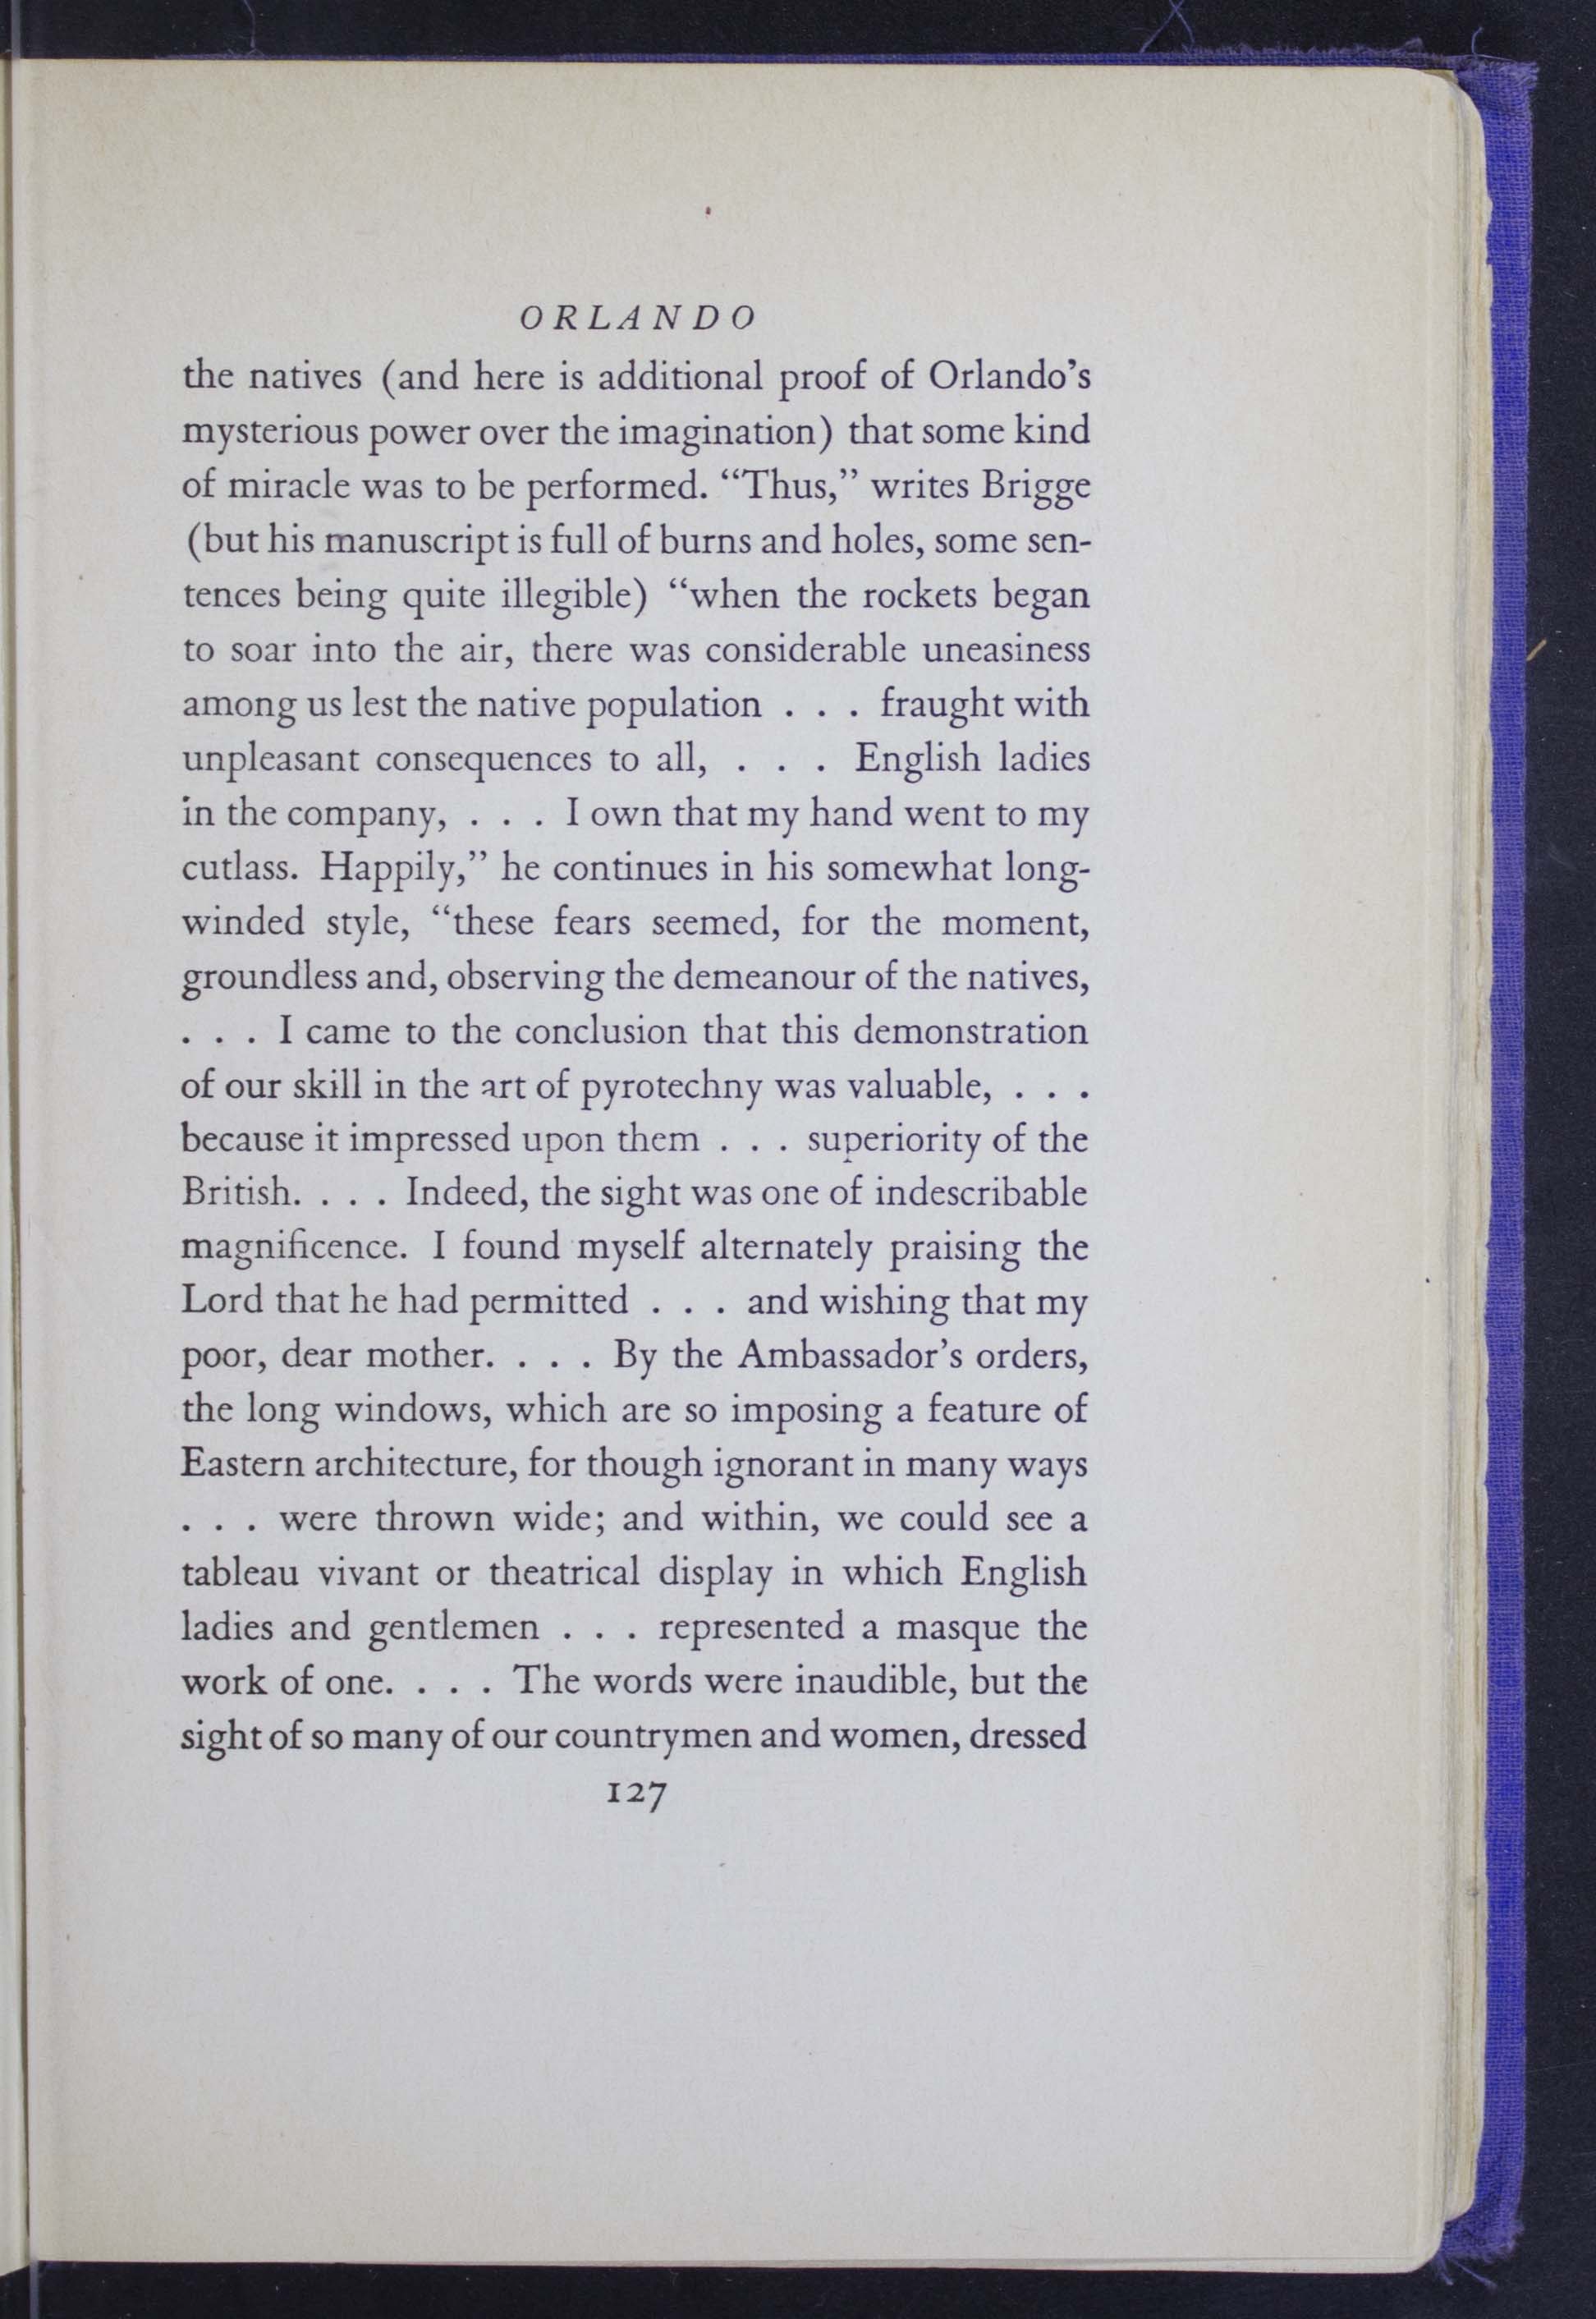 ORLANDO
the natives (and here is additional proof of Orlando’s
mysterious power over the imagination) that some kind
of miracle was to be performed. “Thus,” writes Brigge
(but his manuscript is full of burns and holes, some sen-
tences being quite illegible) “when the rockets began
to soar into the air, there was considerable uneasiness
among us lest the native population . . . fraught with
unpleasant consequences to all, . . . English ladies
in the company, . . . I own that my hand went to my
cutlass. Happily,” he continues in his somewhat long-
winded style, “these fears seemed, for the moment,
groundless and, observing the demeanour of the natives,
. . . I came to the conclusion that this demonstration
of our skill in the art of pyrotechny was valuable, . . .
because it impressed upon them . . . superiority of the
British. . . . Indeed, the sight was one of indescribable
magnificence. I found myself alternately praising the
Lord that he had permitted . . . and wishing that my
poor, dear mother. . . . By the Ambassador’s orders,
the long windows, which are so imposing a feature of
Eastern architecture, for though ignorant in many ways
. . . were thrown wide; and within, we could see a
tableau vivant or theatrical display in which English
ladies and gentlemen . . . represented a masque the
work of one. . . . The words were inaudible, but the
sight of so many of our countrymen and women, dressed
127